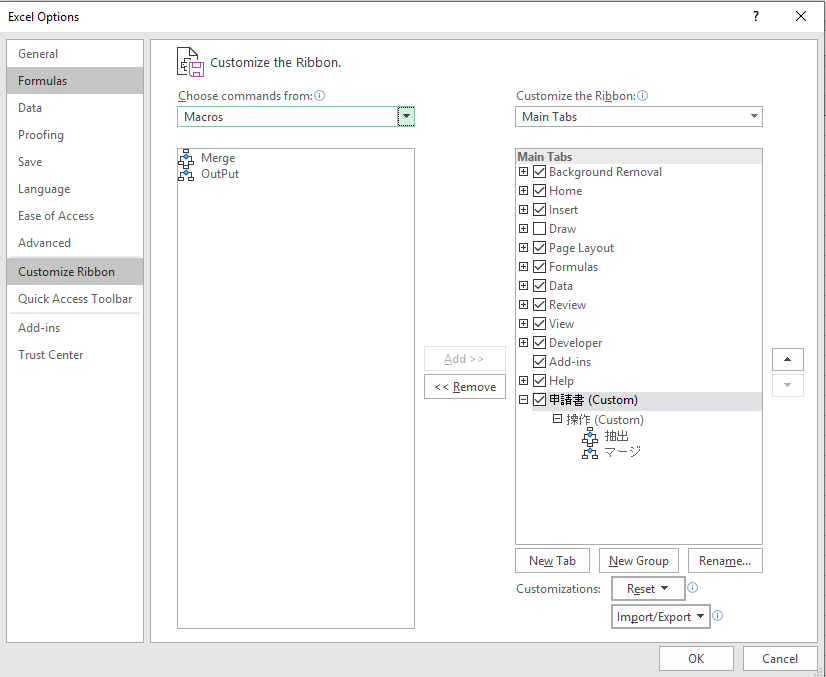 Excel Options
?
General
Formulas
Data
Proofing
Save
Language
Ease of Access
Advanced
Customize Ribbon
Quick Access Toolbar
Add-ins
Trust Center
Customize the Ribbon.
Choose commands from:
Macros
Merge
OutPut
Add >>
<< Remove
Customize the Ribbon:
Main Tabs
Main Tabs
Background Removal
Home
Insert
Draw
Page Layout
Formulas
Data
Review
View
Developer
Add-ins
Help
申請書 (Custom)
操作 (Custom)
抽出
マージ
New Tab
New Group
Rename...
Customizations:
Reset
Import/Export
OK
Cancel